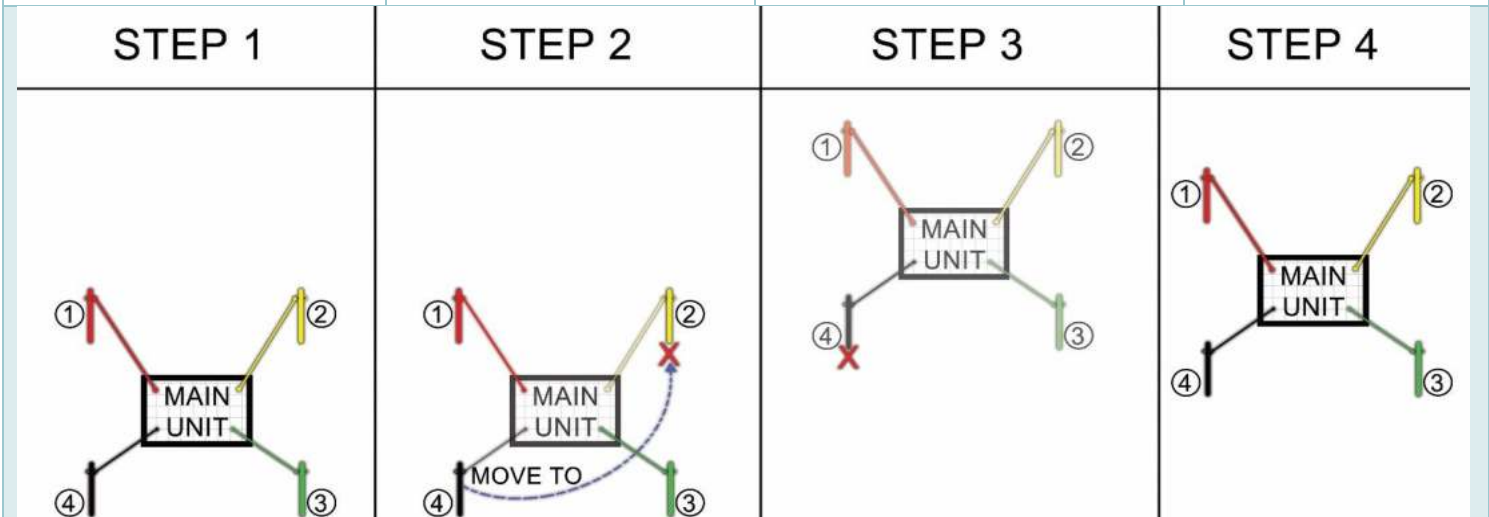 STEP 1
STEP 2
STEP 3
STEP 4
① ②
MAIN
UNIT
④ ③
① ②
MAIN
UNIT
MOVE TO
④ ③
① ②
MAIN
UNIT
④ ③
① ②
MAIN
UNIT
④ ③